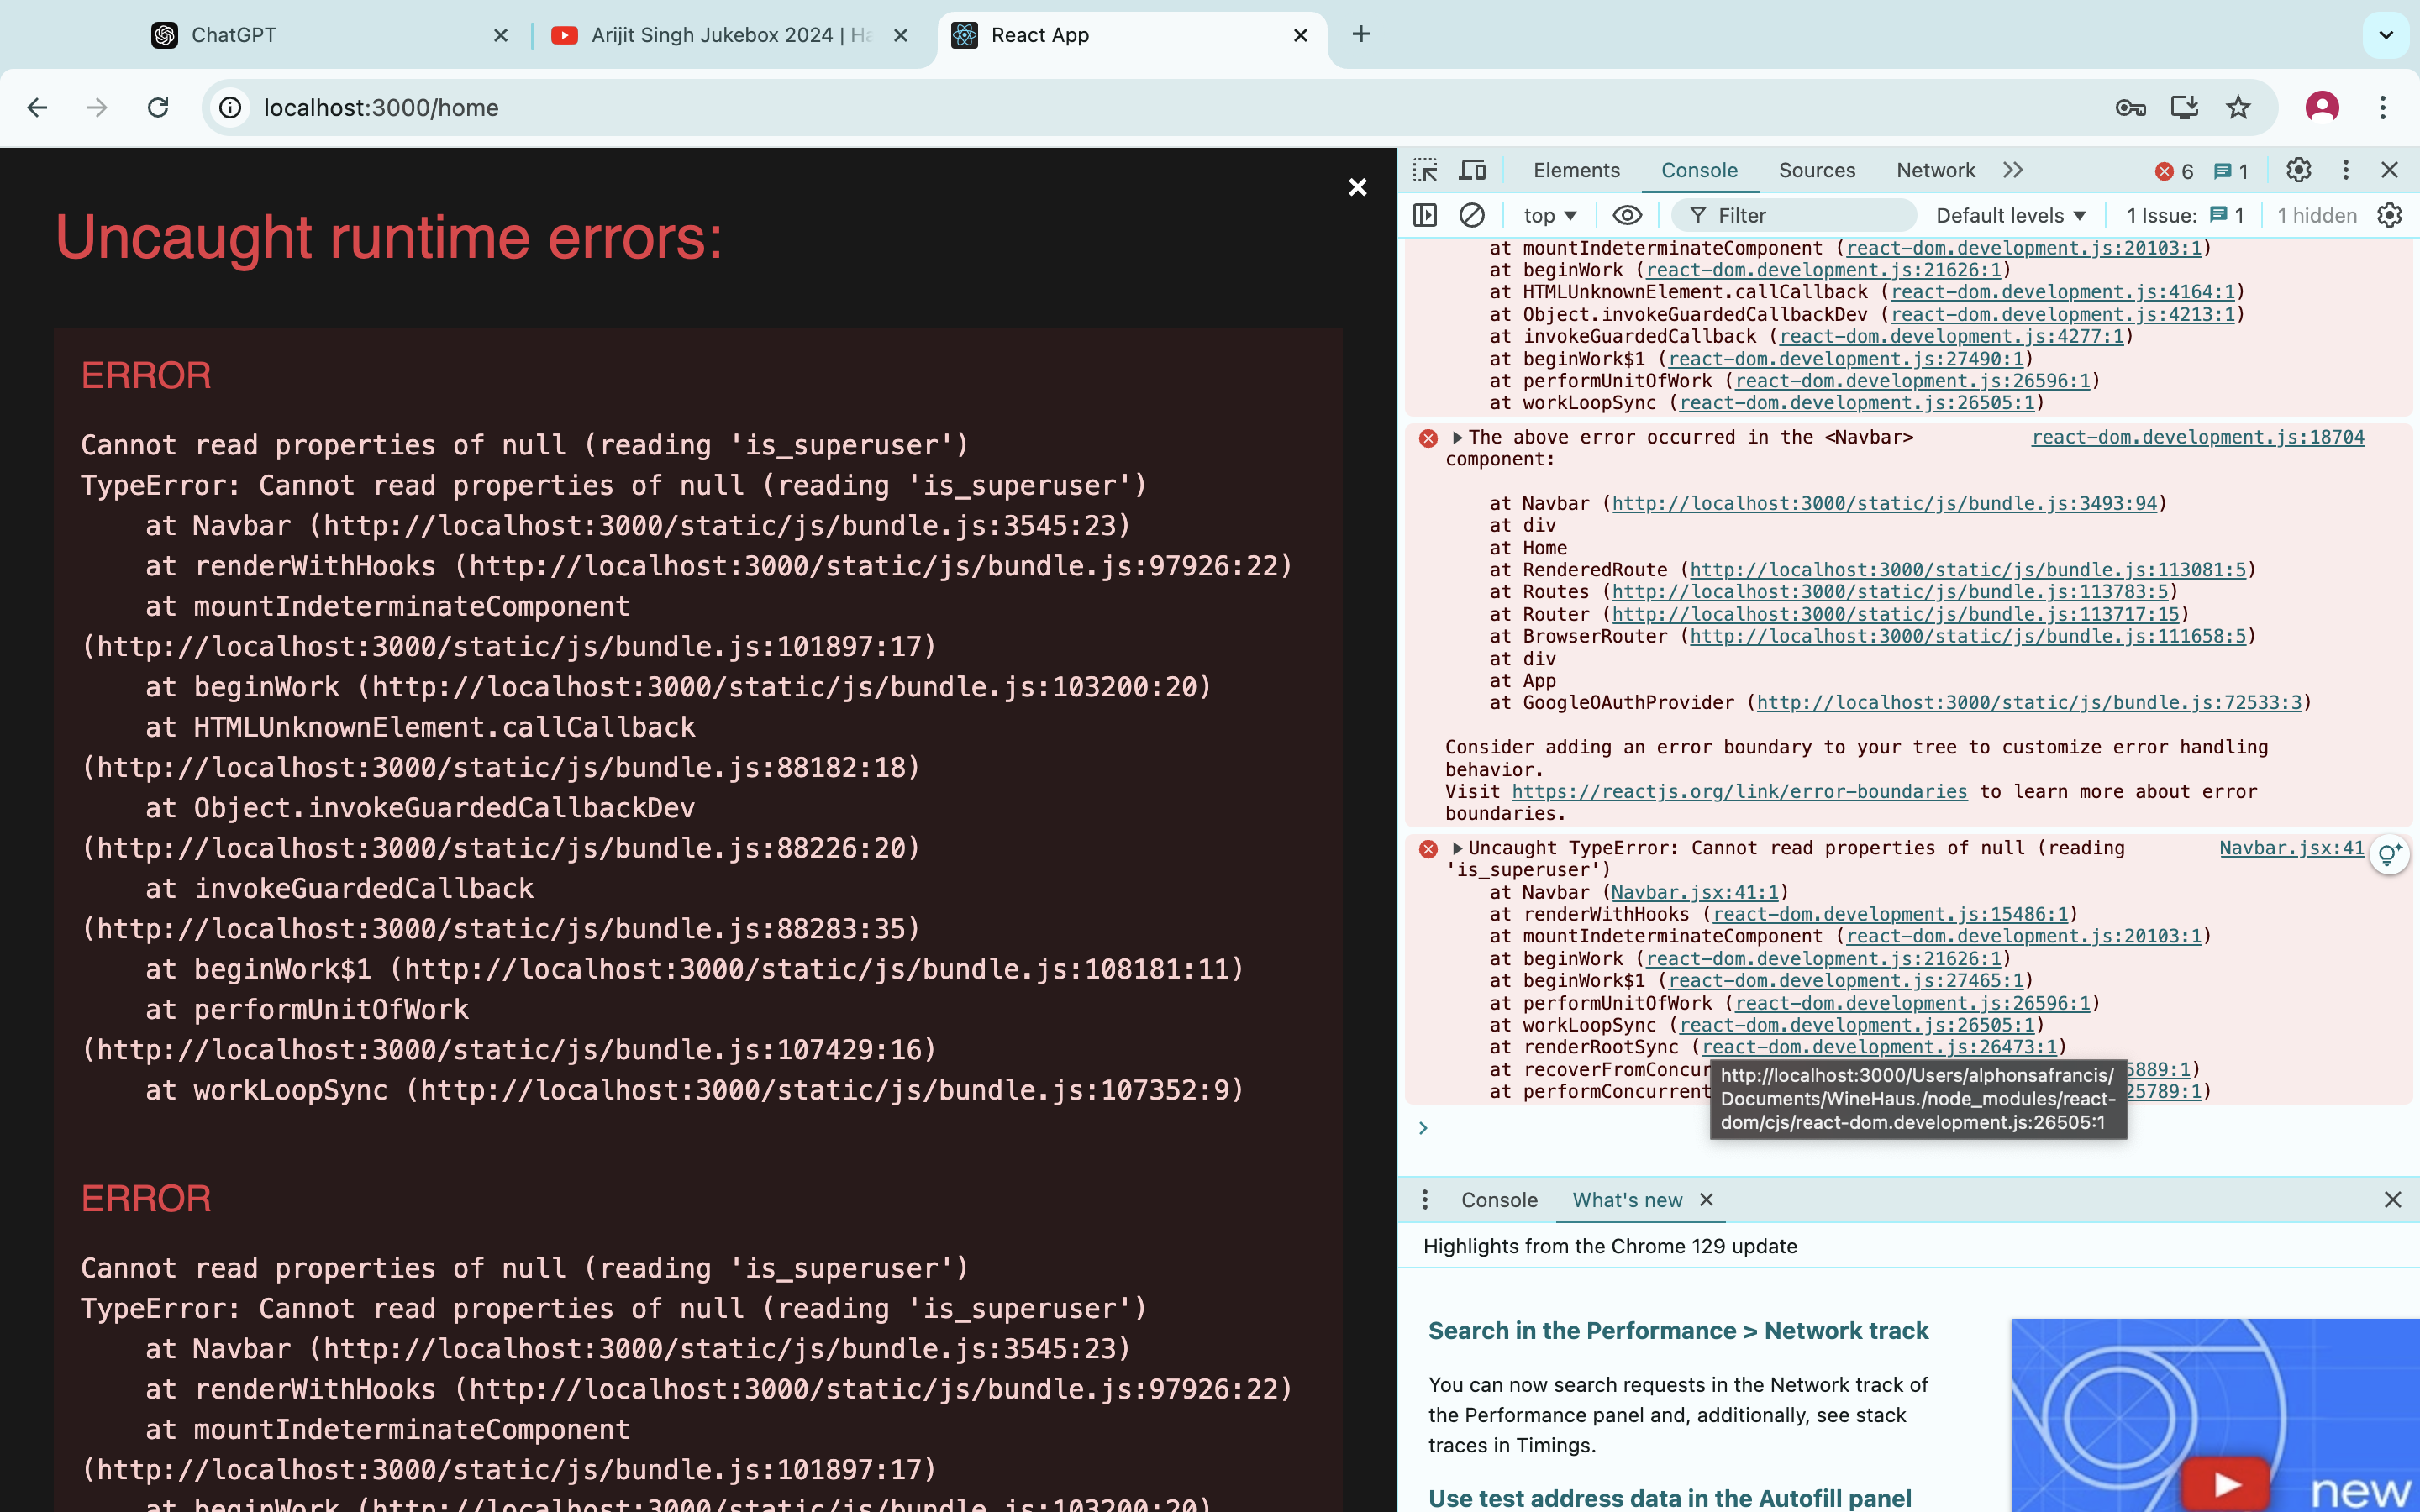 ChatGPT
Arijit Singh Jukebox 2024 | Ha
React App
localhost:3000/home
Uncaught runtime errors:
ERROR
Cannot read properties of null (reading 'is_superuser')
TypeError: Cannot read properties of null (reading 'is_superuser')
at Navbar (http://localhost:3000/static/js/bundle.js:3545:23)
at renderWithHooks (http://localhost:3000/static/js/bundle.js:97926:22)
at mountIndeterminateComponent
(http://localhost:3000/static/js/bundle.js:101897:17)
at beginWork (http://localhost:3000/static/js/bundle.js:103200:20)
at HTMLUnknownElement.callCallback
(http://localhost:3000/static/js/bundle.js:88182:18)
at Object.invokeGuardedCallbackDev
(http://localhost:3000/static/js/bundle.js:88226:20)
at invokeGuardedCallback
(http://localhost:3000/static/js/bundle.js:88283:35)
at beginWork$1 (http://localhost:3000/static/js/bundle.js:108181:11)
at performUnitOfWork
(http://localhost:3000/static/js/bundle.js:107429:16)
at workLoopSync (http://localhost:3000/static/js/bundle.js:107352:9)
ERROR
Cannot read properties of null (reading 'is_superuser')
TypeError: Cannot read properties of null (reading 'is_superuser')
at Navbar (http://localhost:3000/static/js/bundle.js:3545:23)
at renderWithHooks (http://localhost:3000/static/js/bundle.js:97926:22)
at mountIndeterminateComponent
(http://localhost:3000/static/js/bundle.js:101897:17)
at beginWork (http://localhost:3000/static/js/bundle.js:103200:20)
Elements Console Sources Network 6 1
top Filter Default levels 1 Issue: 1 1 hidden
at mountIndeterminateComponent (react-dom.development.js:20103:1)
at beginWork (react-dom.development.js:21626:1)
at HTMLUnknownElement.callCallback (react-dom.development.js:4164:1)
at Object.invokeGuardedCallbackDev (react-dom.development.js:4213:1)
at invokeGuardedCallback (react-dom.development.js:4277:1)
at beginWork$1 (react-dom.development.js:27490:1)
at performUnitOfWork (react-dom.development.js:26596:1)
at workLoopSync (react-dom.development.js:26505:1)
The above error occurred in the <Navbar> react-dom.development.js:18704
component:
at Navbar (http://localhost:3000/static/js/bundle.js:3493:94)
at div
at Home
at RenderedRoute (http://localhost:3000/static/js/bundle.js:113081:5)
at Routes (http://localhost:3000/static/js/bundle.js:113783:5)
at Router (http://localhost:3000/static/js/bundle.js:113717:15)
at BrowserRouter (http://localhost:3000/static/js/bundle.js:111658:5)
at div
at App
at GoogleOAuthProvider (http://localhost:3000/static/js/bundle.js:72533:3)
Consider adding an error boundary to your tree to customize error handling
behavior.
Visit https://reactjs.org/link/error-boundaries to learn more about error
boundaries.
Uncaught TypeError: Cannot read properties of null (reading Navbar.jsx:41
'is_superuser')
at Navbar (Navbar.jsx:41:1)
at renderWithHooks (react-dom.development.js:15486:1)
at mountIndeterminateComponent (react-dom.development.js:20103:1)
at beginWork (react-dom.development.js:21626:1)
at beginWork$1 (react-dom.development.js:27465:1)
at performUnitOfWork (react-dom.development.js:26596:1)
at workLoopSync (react-dom.development.js:26505:1)
at renderRootSync (react-dom.development.js:26473:1)
at recoverFromConcur 5889:1)
at performConcurrent 25789:1)
http://localhost:3000/Users/alphonsafrancis/
Documents/WineHaus./node_modules/react-
dom/cjs/react-dom.development.js:26505:1
Console What's new
Highlights from the Chrome 129 update
Search in the Performance > Network track
You can now search requests in the Network track of
the Performance panel and, additionally, see stack
traces in Timings.
Use test address data in the Autofill panel
new